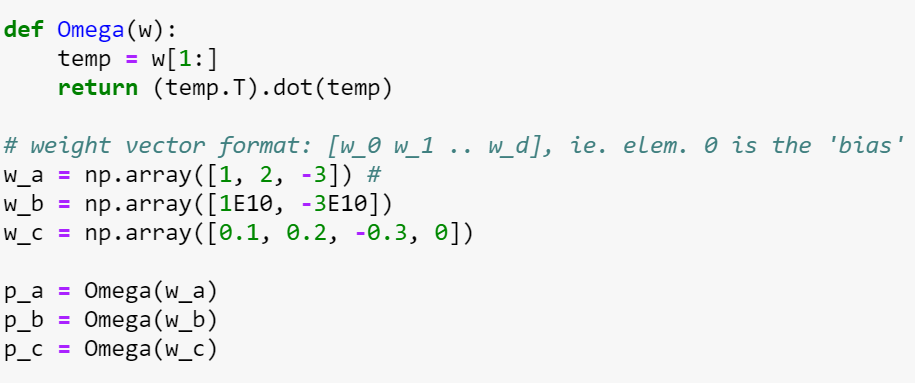 def Omega(w):
    temp = w[1:]
    return (temp.T).dot(temp)
# weight vector format: [w_0 w_1 .. w_d], ie. elem. 0 is the 'bias'
w_a = np.array([1, 2, -3]) #
w_b = np.array([1E10, -3E10])
w_c = np.array([0.1, 0.2, -0.3, 0])
p_a = Omega(w_a)
p_b = Omega(w_b)
p_c = Omega(w_c)